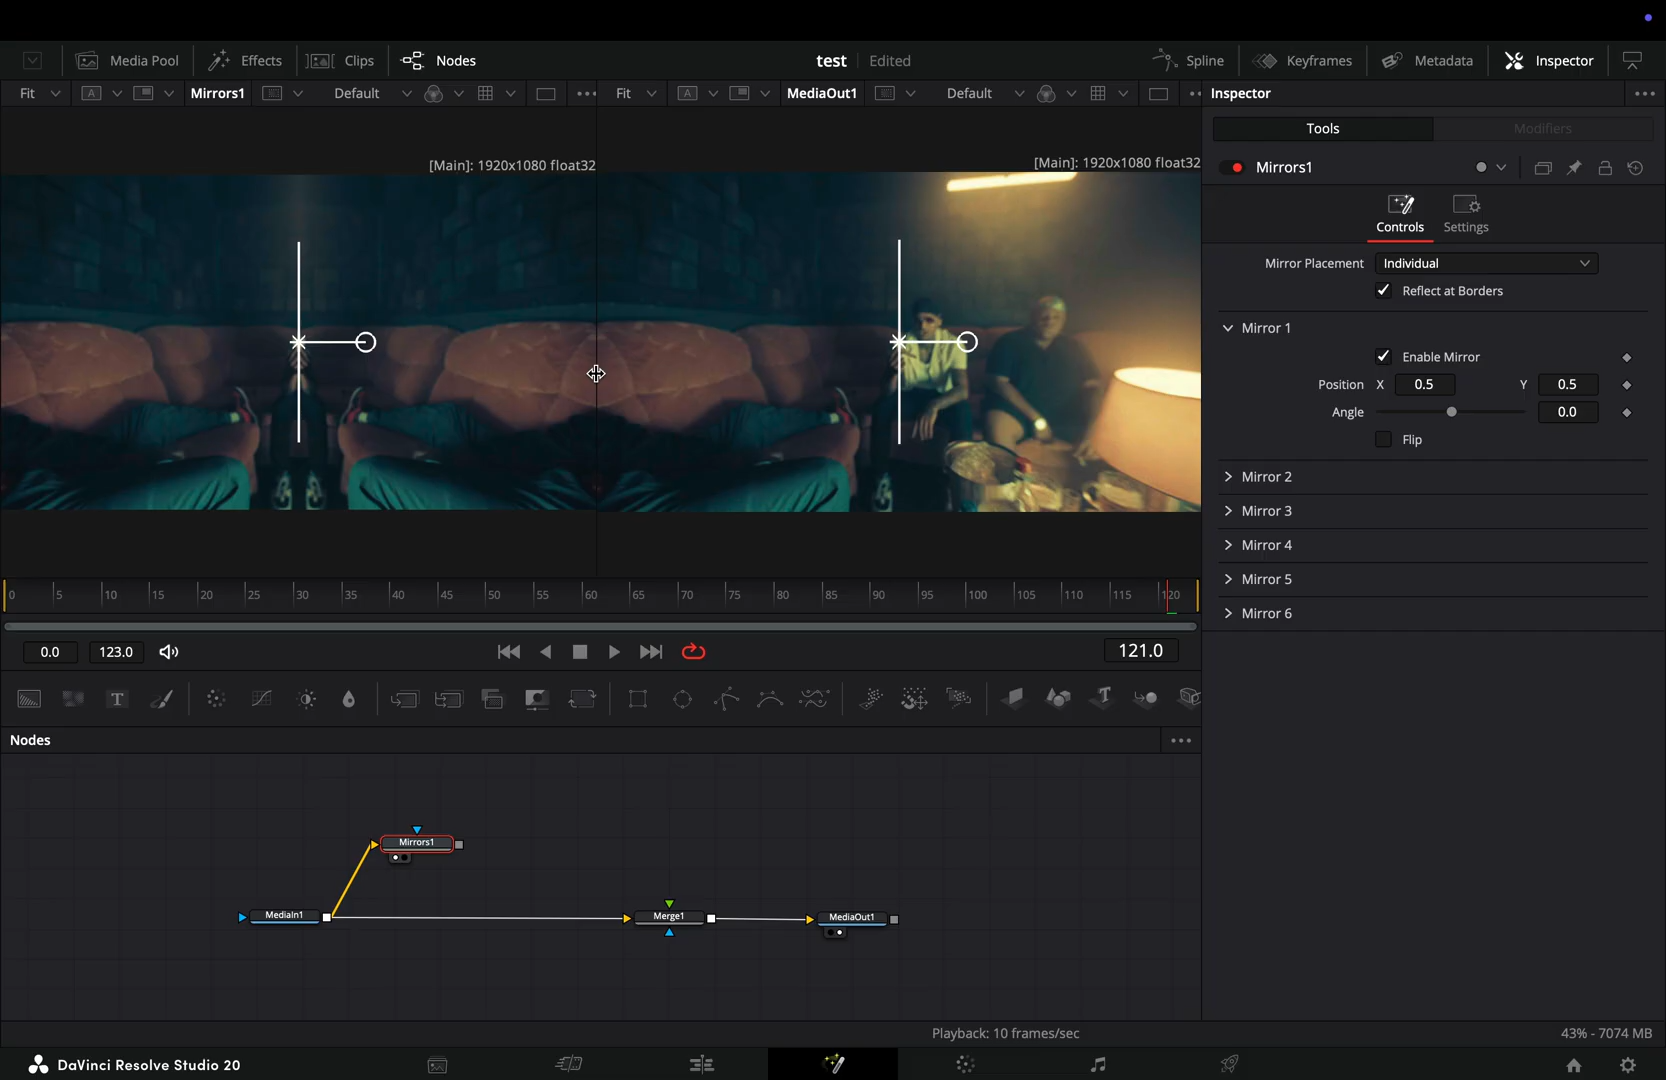 Media Pool Effects Clips Nodes test Edited Spline Keyframes Metadata Inspector
Fit A Mirrors1 Default Fit A MediaOut1 Default Inspector
Tools Modifiers
[Main]: 1920x1080 float32 [Main]: 1920x1080 float32
Mirrors1
Controls Settings
Mirror Placement Individual
Reflect at Borders
Mirror 1
Enable Mirror
Position X 0.5 Y 0.5
Angle 0.0
Flip
Mirror 2
Mirror 3
Mirror 4
Mirror 5
Mirror 6
0 5 10 15 20 25 30 35 40 45 50 55 60 65 70 75 80 85 90 95 100 105 110 115 120
0.0 123.0 121.0
T T
Nodes
Mirrors1
MediaIn1 Merge1 MediaOut1
Playback: 10 frames/sec 43% - 7074 MB
DaVinci Resolve Studio 20